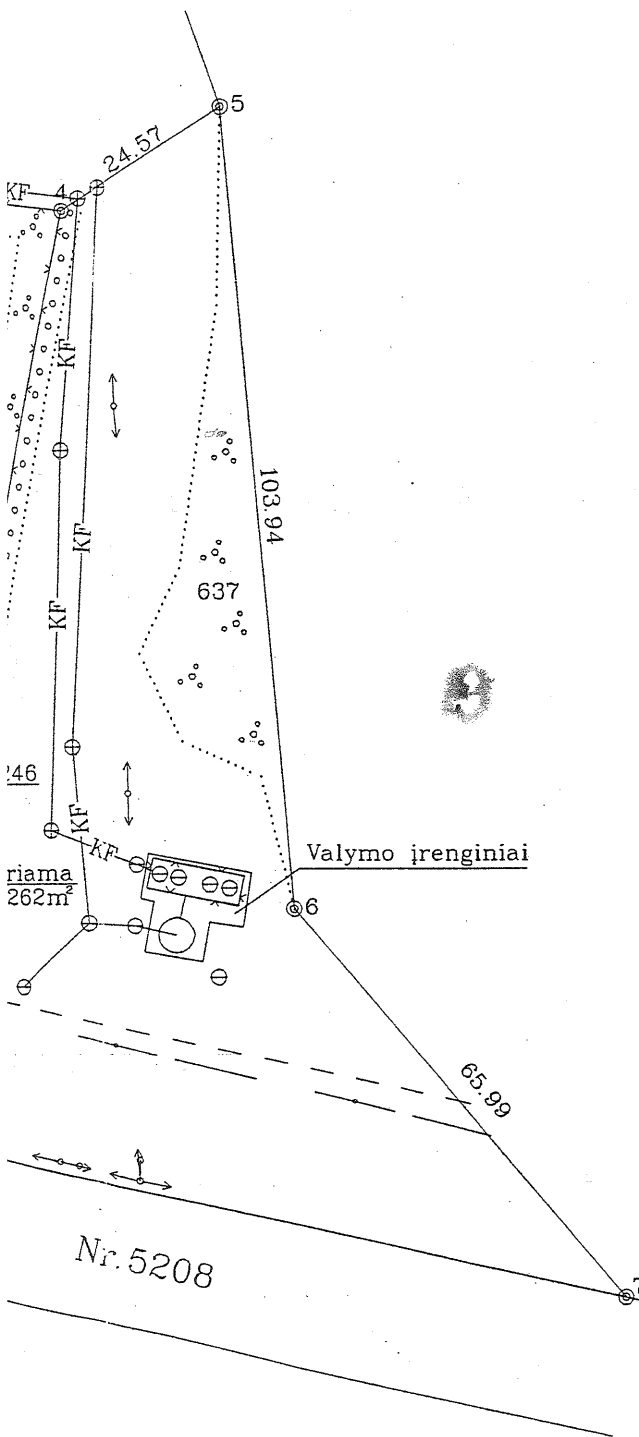 5
24.57
KF
4
KF
103.94
KF
637
KF
246
KF
KF
Valymo įrenginiai
riama
262m²
6
65.99
Nr.5208
7